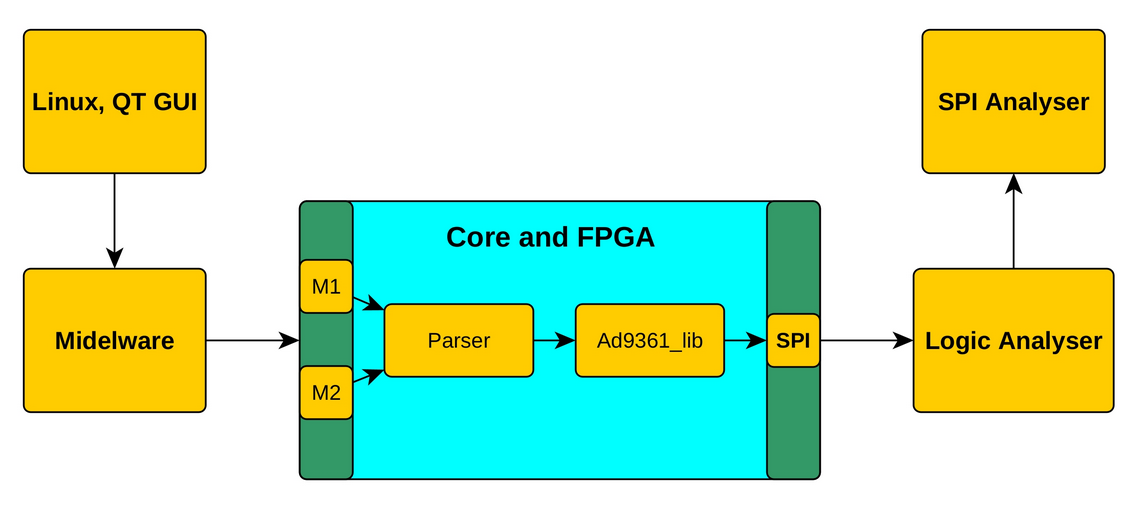 Linux, QT GUI
SPI Analyser
Core and FPGA
M1
Midelware
Parser
Ad9361_lib
SPI
Logic Analyser
M2